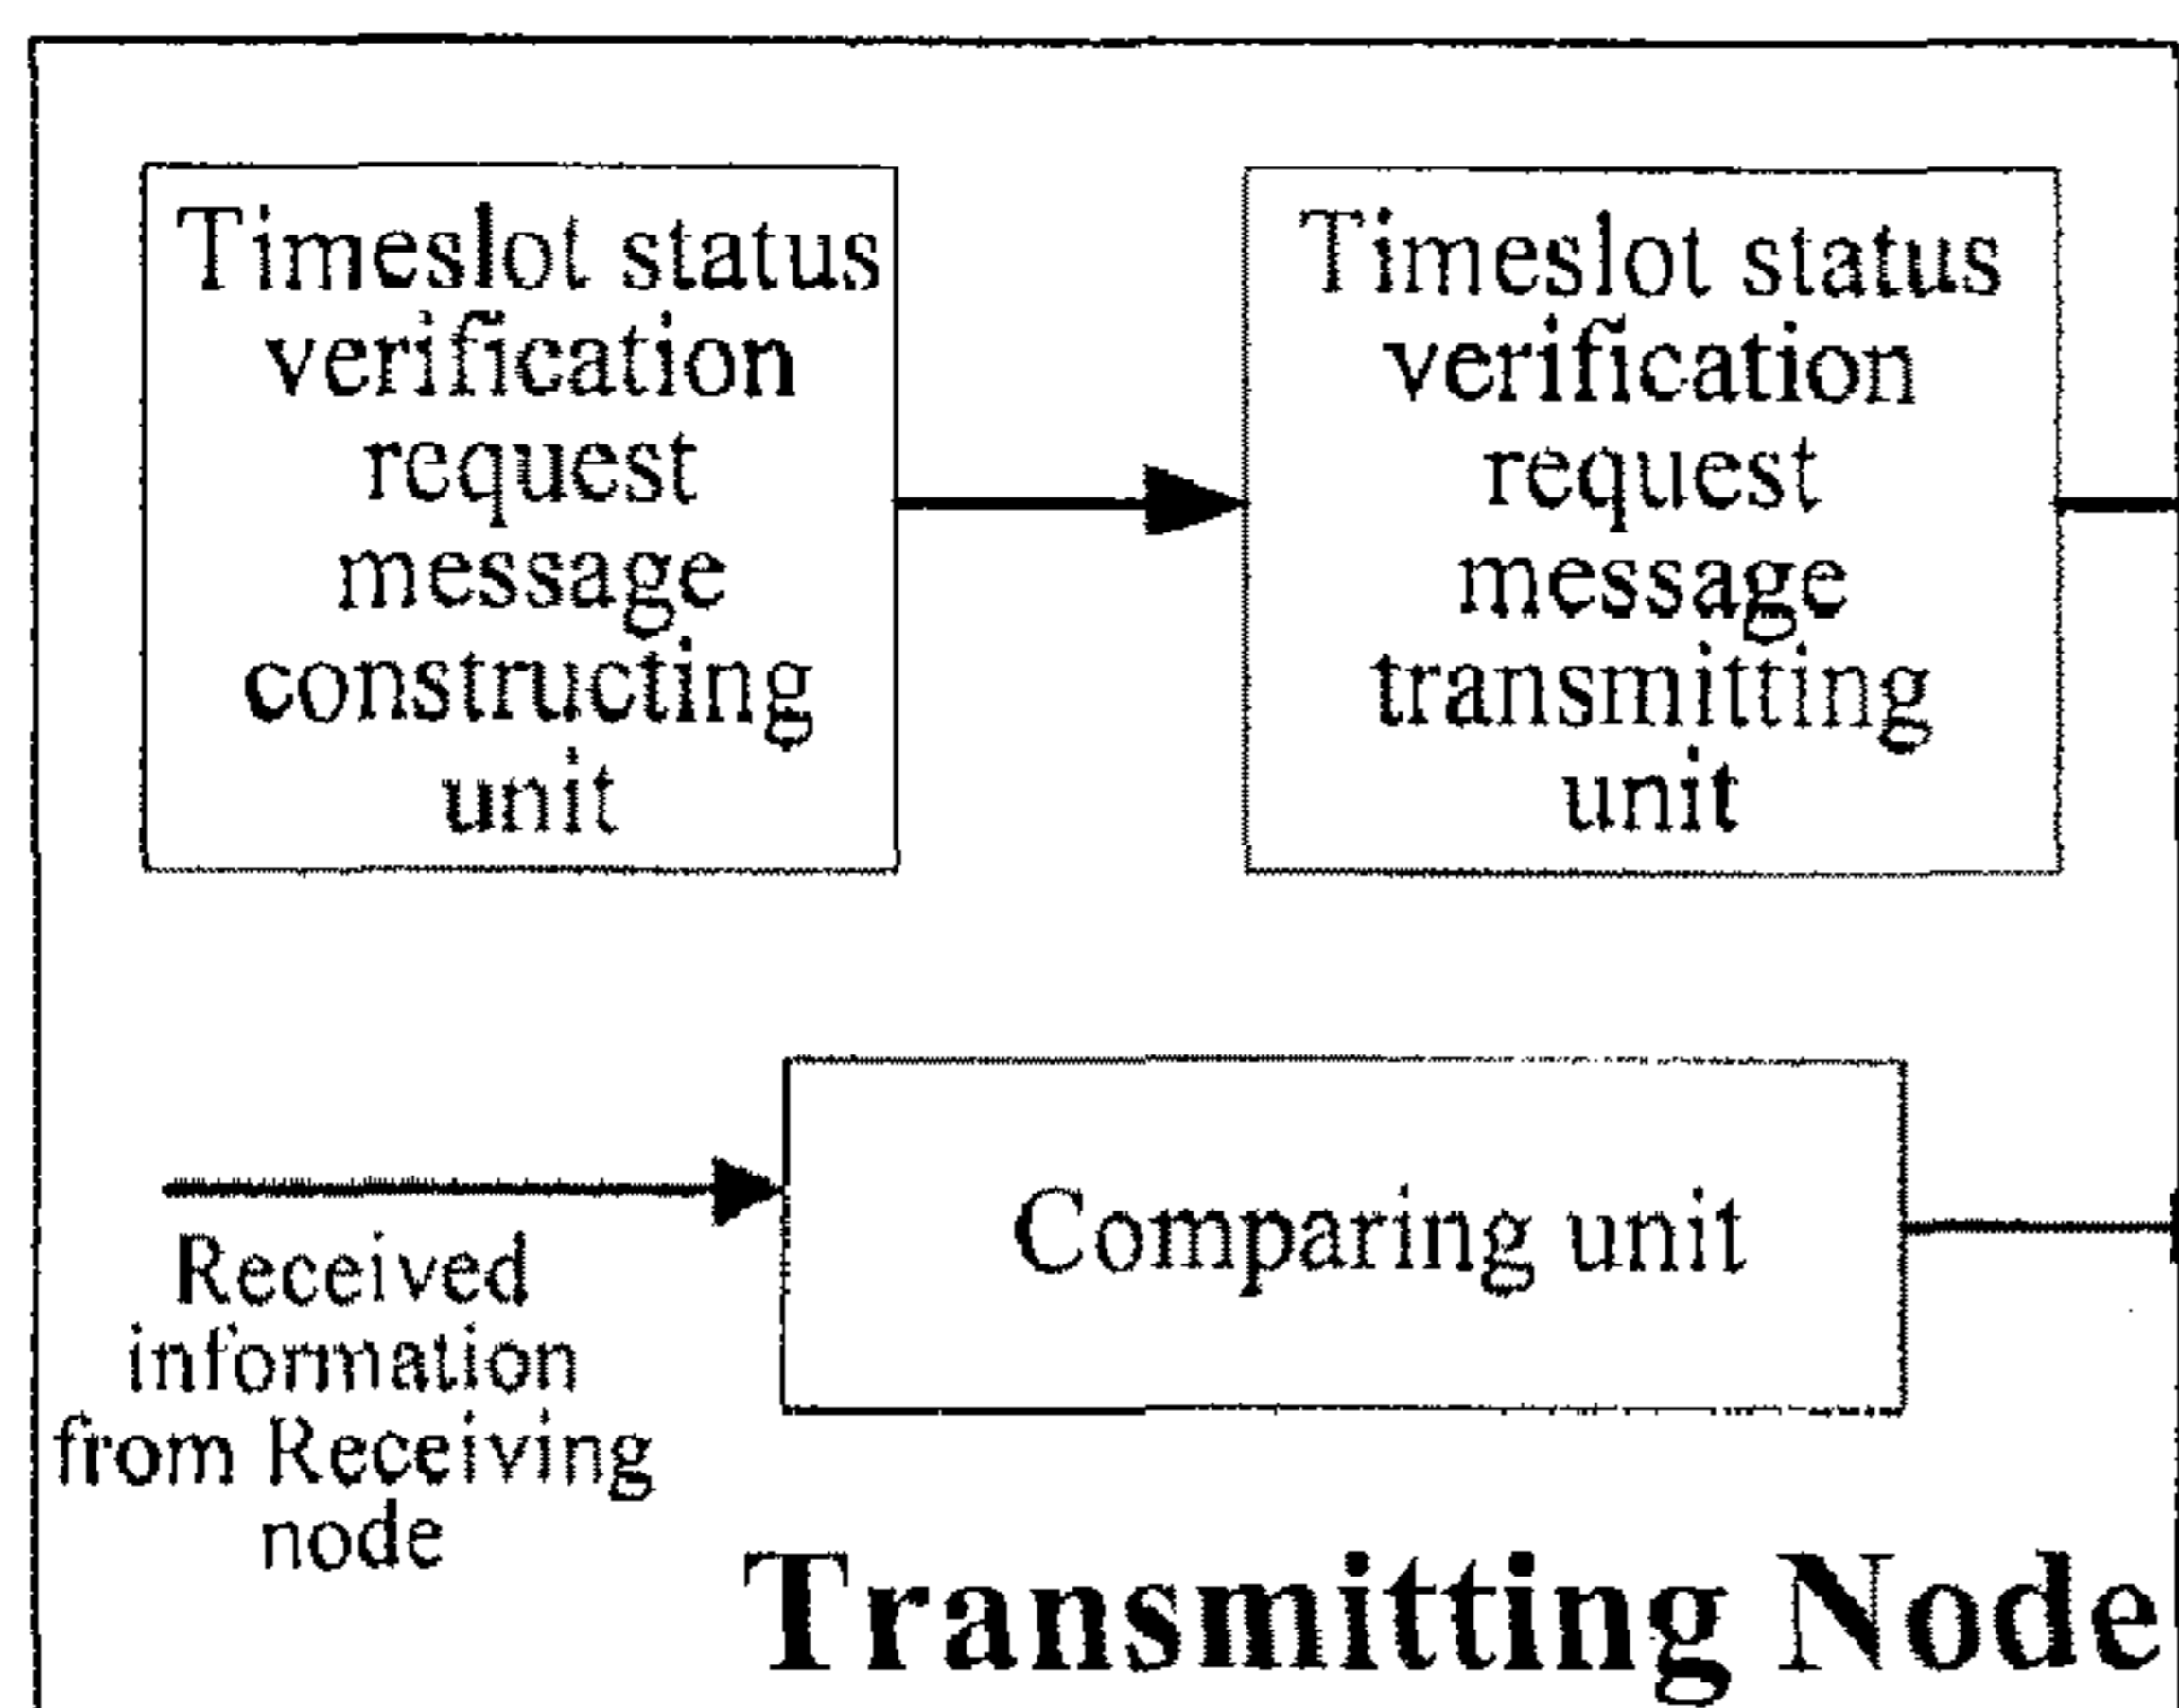 Timeslot status
verification
request
message
constructing
unit
Timeslot status
verification
request
message
transmitting
unit
Comparing unit
Received
information
from Receiving
node
Transmitting Node